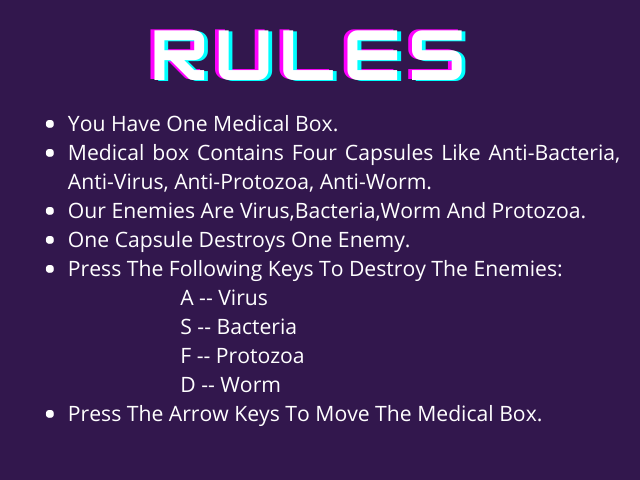 RULES
• You Have One Medical Box.
• Medical box Contains Four Capsules Like Anti-Bacteria,
Anti-Virus, Anti-Protozoa, Anti-Worm.
• Our Enemies Are Virus,Bacteria,Worm And Protozoa.
• One Capsule Destroys One Enemy.
• Press The Following Keys To Destroy The Enemies:
A -- Virus
S -- Bacteria
F -- Protozoa
D -- Worm
• Press The Arrow Keys To Move The Medical Box.